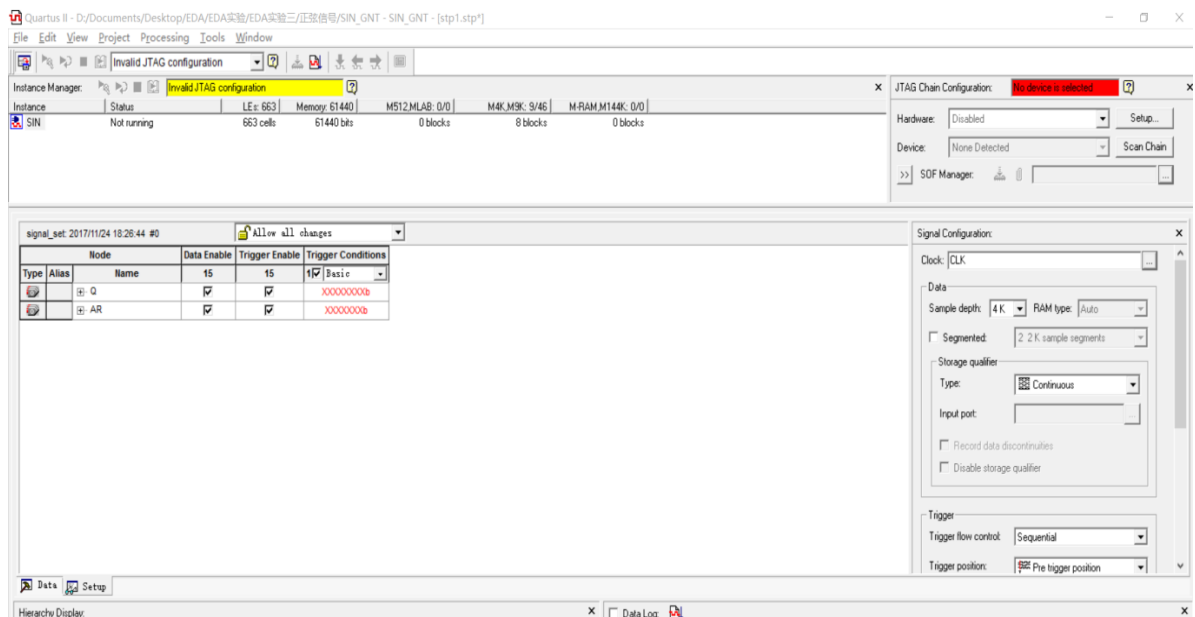 Quartus II - D:/Documents/Desktop/EDA/EDA实验/EDA实验三/正弦信号/SIN_GNT - SIN_GNT - [stp1.stp*]
File Edit View Project Processing Tools Window
Invalid JTAG configuration
Instance Manager: Invalid JTAG configuration
Instance Status LEs: 663 Memory: 61440 M512,MLAB: 0/0 M4K,M9K: 9/46 M-RAM,M144K: 0/0
SIN Not running 663 cells 61440 bits 0 blocks 8 blocks 0 blocks
JTAG Chain Configuration: No device is selected
Hardware: Disabled Setup...
Device: None Detected Scan Chain
>> SOF Manager: ...
signal_set: 2017/11/24 18:26:44 #0 Allow all changes
Node Data Enable Trigger Enable Trigger Conditions
Type Alias Name 15 15 1 Basic
Q XXXXXXXXb
AR XXXXXXXb
Signal Configuration:
Clock: CLK ...
Data
Sample depth: 4 K RAM type: Auto
Segmented: 2 2 K sample segments
Storage qualifier
Type: Continuous
Input port: ...
Record data discontinuities
Disable storage qualifier
Trigger
Trigger flow control: Sequential
Trigger position: Pre trigger position
Data Setup
Hierarchy Display: Data Log: